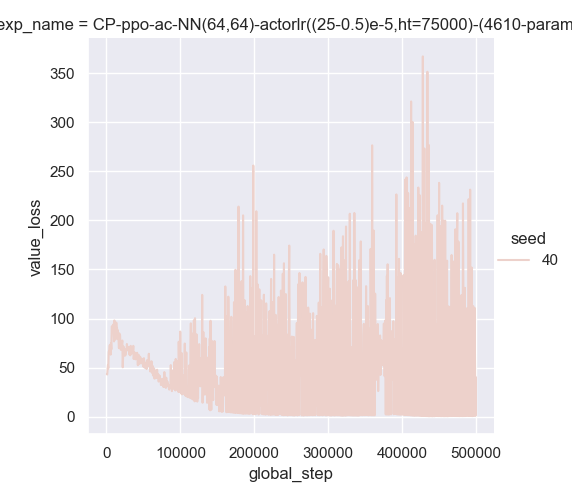 exp_name = CP-ppo-ac-NN(64,64)-actorlr((25-0.5)e-5,ht=75000)-(4610-param
350
300
250
200
150
100
50
0
value_loss
0 100000 200000 300000 400000 500000
global_step
seed
40